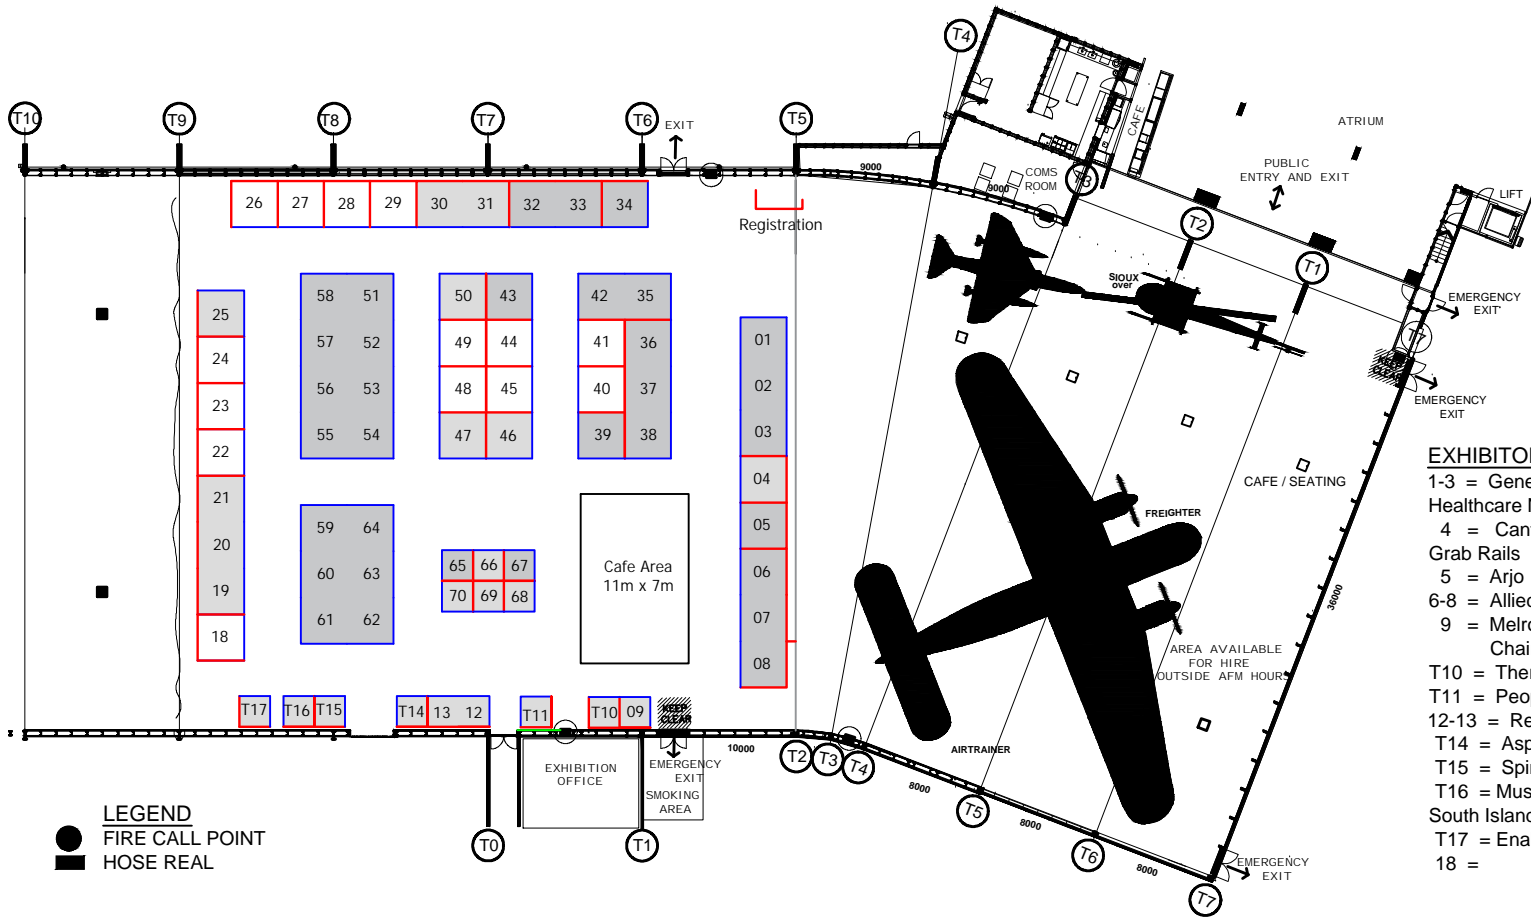 T4
T10
T9
T8
T7
T6
T5
EXIT
ATRIUM
CAFE
PUBLIC
ENTRY AND EXIT
COMS
ROOM
9000
9000
T2
T1
LIFT
26 27 28 29 30 31 32 33 34
Registration
SIOUX
over
EMERGENCY
EXIT
25
24
23
22
21
20
19
18
58 51
57 52
56 53
55 54
50 43
49 44
48 45
47 46
42 35
41 36
40 37
39 38
01
02
03
04
05
06
07
08
KEEP
CLEAR
EMERGENCY
EXIT
59 64
60 63
61 62
65 66 67
70 69 68
Cafe Area
11m x 7m
CAFE / SEATING
FREIGHTER
36000
AREA AVAILABLE
FOR HIRE
OUTSIDE AFM HOURS
AIRTRAINER
T17 T16 T15 T14 13 12 T11 T10 09
KEEP
CLEAR
10000
T2
T3
T4
T5
T6
T7
8000
8000
8000
EXHIBITION
OFFICE
EMERGENCY
EXIT
SMOKING
AREA
T0
T1
EMERGENCY
EXIT
LEGEND
FIRE CALL POINT
HOSE REAL
EXHIBITO
1-3 = Gene
Healthcare
4 = Can
Grab Rails
5 = Arjo
6-8 = Allied
9 = Melro
Chai
T10 = Ther
T11 = Peo
12-13 = Re
T14 = Asp
T15 = Spi
T16 = Mus
South Island
T17 = Ena
18 =